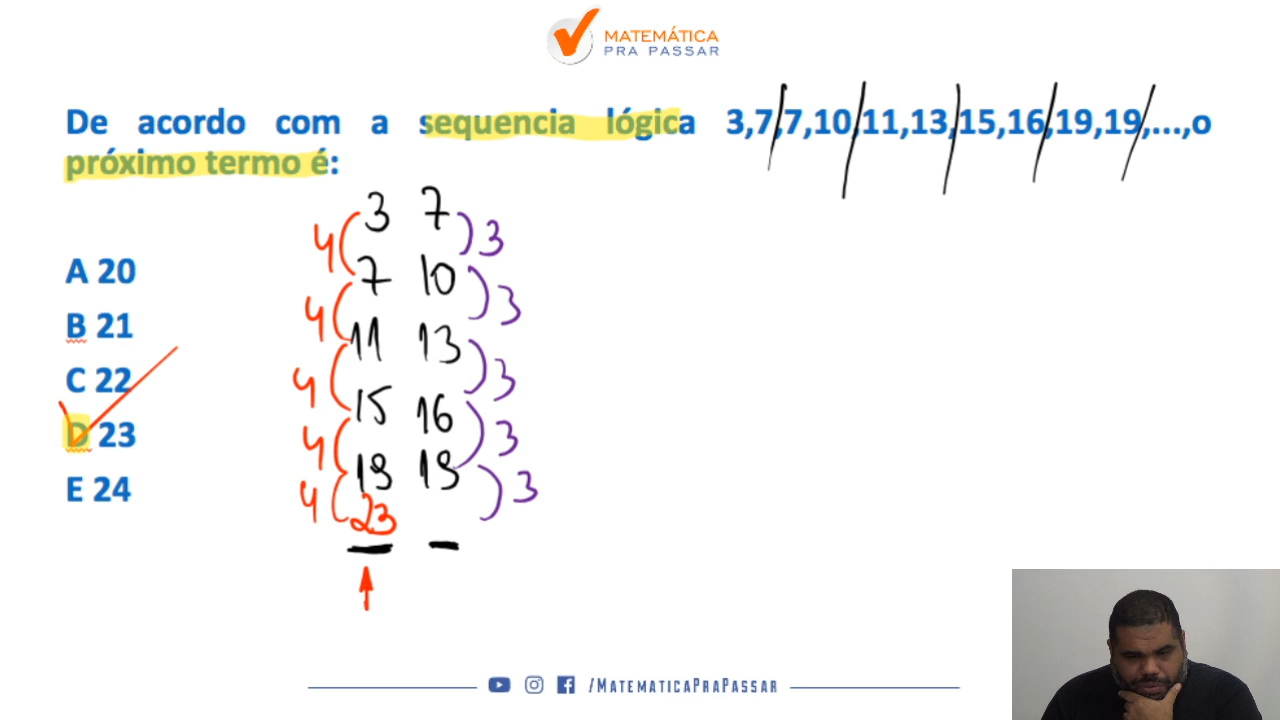 MATEMÁTICA
PRA PASSAR
De acordo com a sequencia lógica 3,7,7,10,11,13,15,16,19,19,...,o
próximo termo é:
A 20
B 21
C 22
D 23
E 24
3 7
4 3
7 10
4 3
11 13
4 3
15 16
4 3
19 19
4 3
23
/MATEMATICAPRAPASSAR